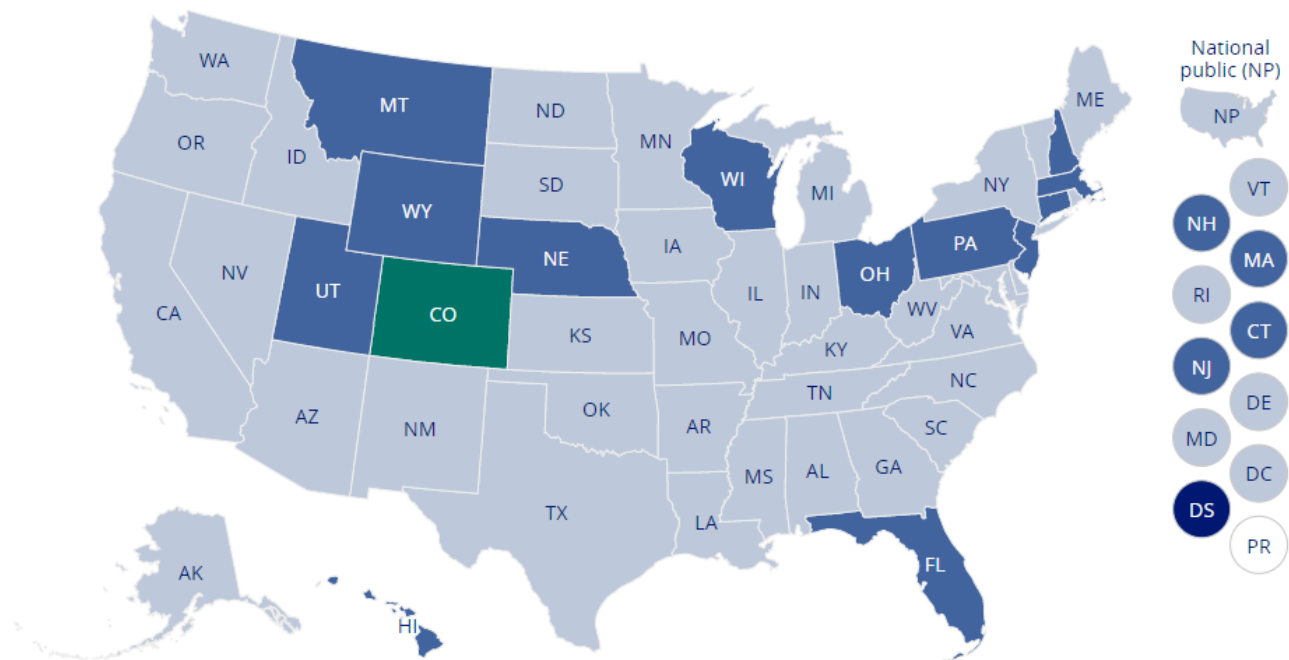 National
public (NP)
NP
WA
MT
ND
MN
ME
OR
ID
SD
WI
MI
NY
VT
WY
NH
IA
NE
PA
MA
NV
UT
CO
OH
IL
IN
RI
CA
KS
MO
WV
VA
CT
KY
NJ
AZ
NM
OK
TN
NC
DE
AR
SC
MD
MS
AL
GA
DC
TX
LA
DS
PR
AK
FL
HI